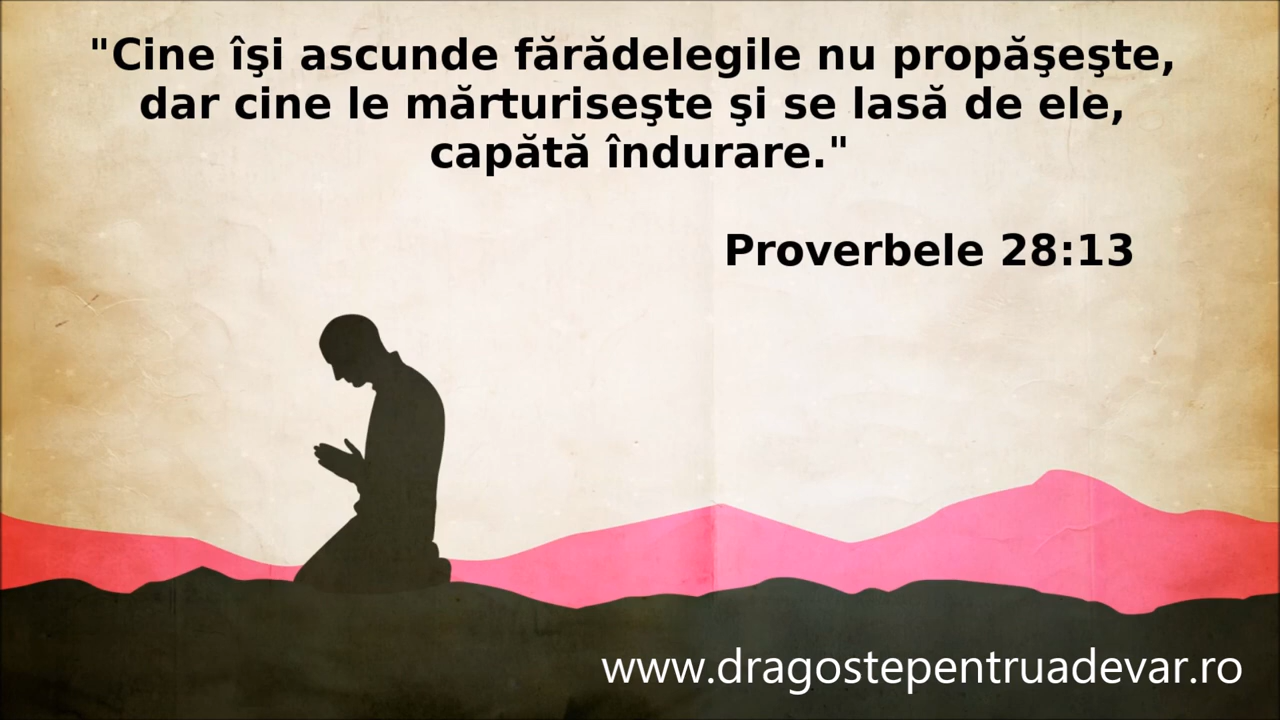 "Cine îşi ascunde fărădelegile nu propăşeşte,
dar cine le mărturiseşte şi se lasă de ele,
capătă îndurare."
Proverbele 28:13
www.dragostepentruadevar.ro